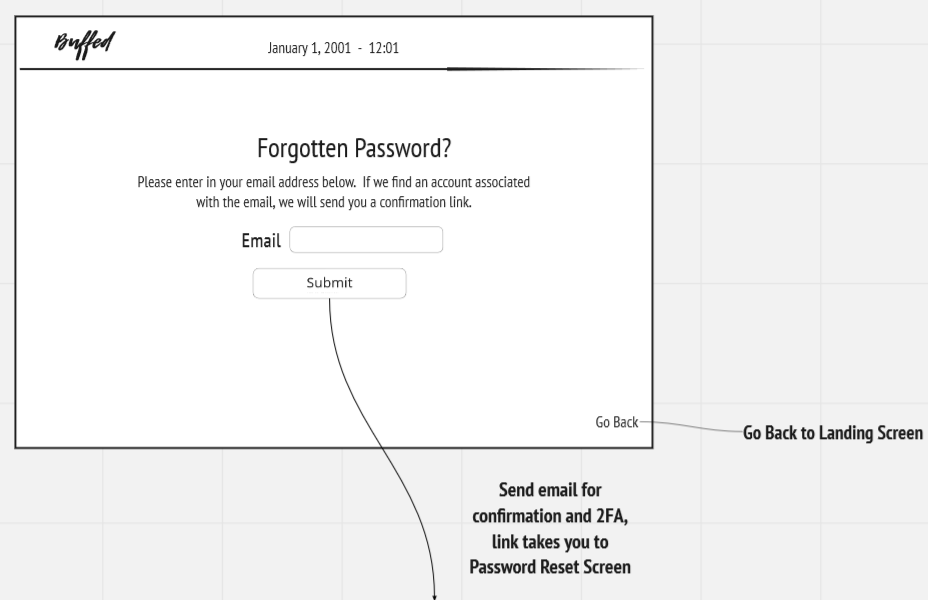 Buffed
January 1, 2001 - 12:01
Forgotten Password?
Please enter in your email address below. If we find an account associated
with the email, we will send you a confirmation link.
Email
Submit
Go Back
Go Back to Landing Screen
Send email for
confirmation and 2FA,
link takes you to
Password Reset Screen